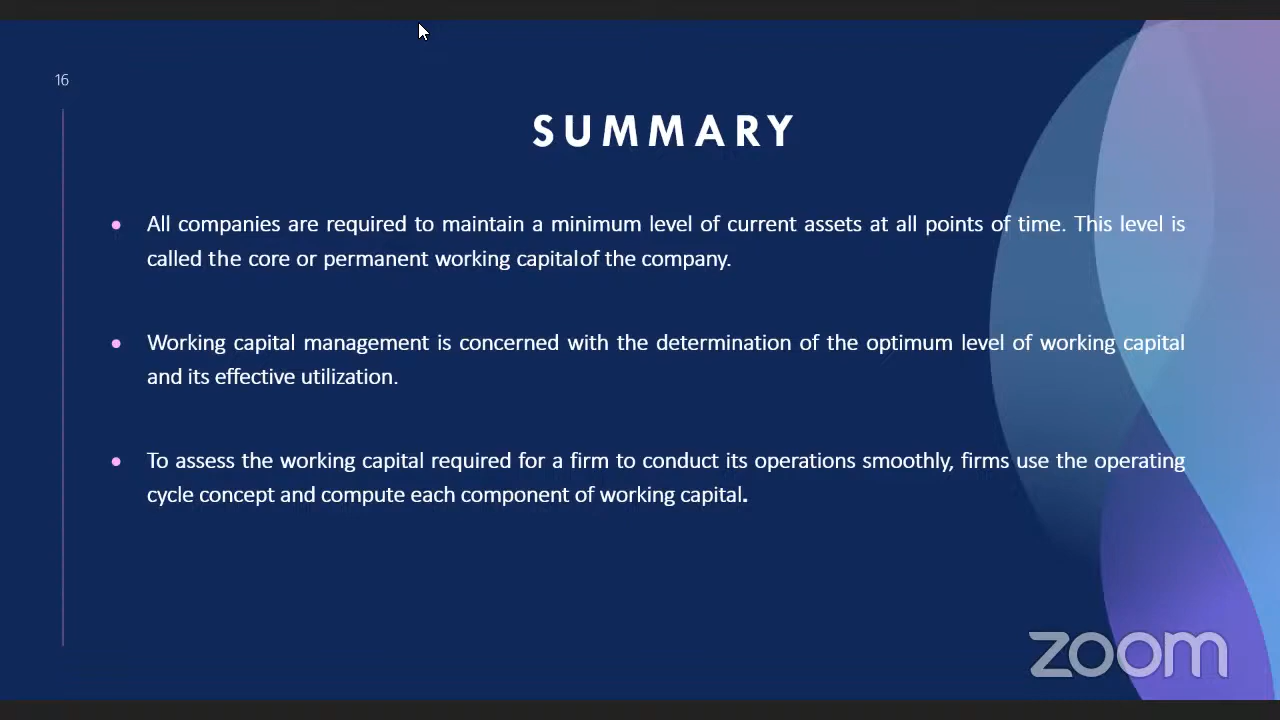 16
SUMMARY
• All companies are required to maintain a minimum level of current assets at all points of time. This level is
called the core or permanent working capitalof the company.
• Working capital management is concerned with the determination of the optimum level of working capital
and its effective utilization.
• To assess the working capital required for a firm to conduct its operations smoothly, firms use the operating
cycle concept and compute each component of working capital.
zoom